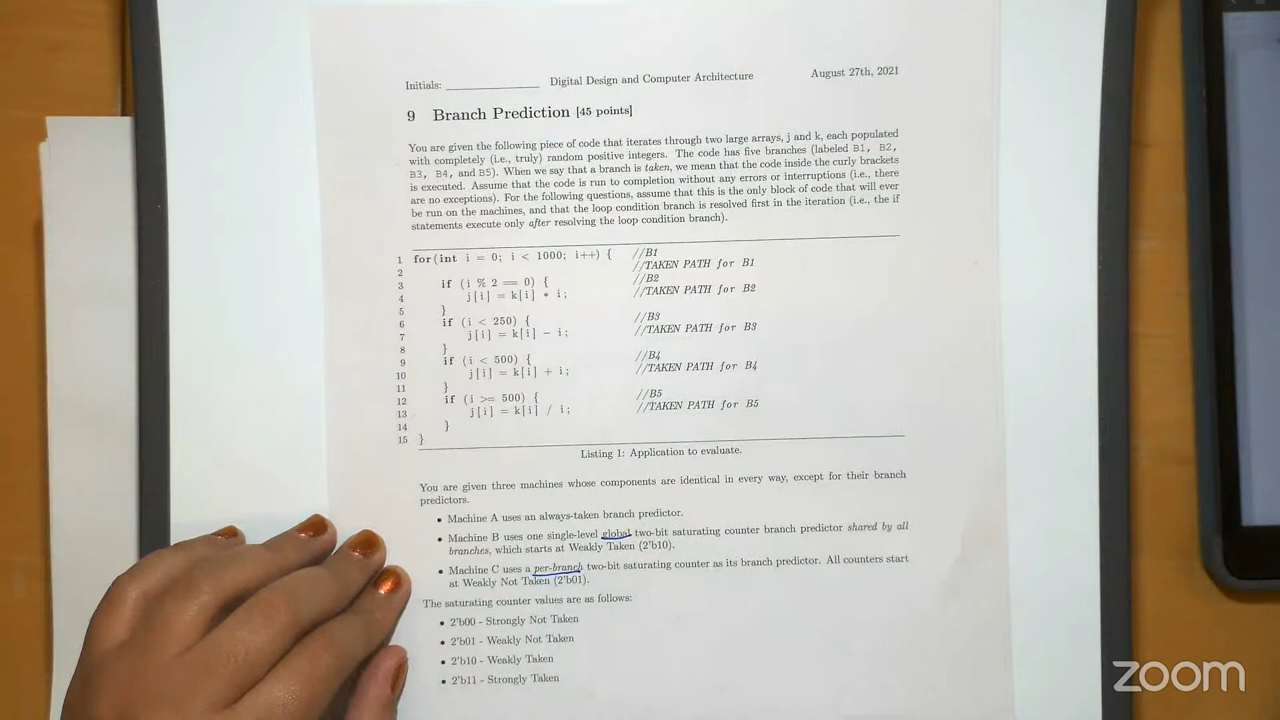 Initials: ______________ Digital Design and Computer Architecture August 27th, 2021
9 Branch Prediction [45 points]
You are given the following piece of code that iterates through two large arrays, j and k, each populated
with completely (i.e., truly) random positive integers. The code has five branches (labeled B1, B2,
B3, B4, and B5). When we say that a branch is taken, we mean that the code inside the curly brackets
is executed. Assume that the code is run to completion without any errors or interruptions (i.e., there
are no exceptions). For the following questions, assume that this is the only block of code that will ever
be run on the machines, and that the loop condition branch is resolved first in the iteration (i.e., the if
statements execute only after resolving the loop condition branch).
1 for(int i = 0; i < 1000; i++) { //B1
2 //TAKEN PATH for B1
3 if (i % 2 == 0) { //B2
4 j[i] = k[i] * i; //TAKEN PATH for B2
5 }
6 if (i < 250) { //B3
7 j[i] = k[i] - i; //TAKEN PATH for B3
8 }
9 if (i < 500) { //B4
10 j[i] = k[i] + i; //TAKEN PATH for B4
11 }
12 if (i >= 500) { //B5
13 j[i] = k[i] / i; //TAKEN PATH for B5
14 }
15 }
Listing 1: Application to evaluate.
You are given three machines whose components are identical in every way, except for their branch
predictors.
• Machine A uses an always-taken branch predictor.
• Machine B uses one single-level global two-bit saturating counter branch predictor shared by all
branches, which starts at Weakly Taken (2'b10).
• Machine C uses a per-branch two-bit saturating counter as its branch predictor. All counters start
at Weakly Not Taken (2'b01).
The saturating counter values are as follows:
• 2'b00 - Strongly Not Taken
• 2'b01 - Weakly Not Taken
• 2'b10 - Weakly Taken
• 2'b11 - Strongly Taken
zoom